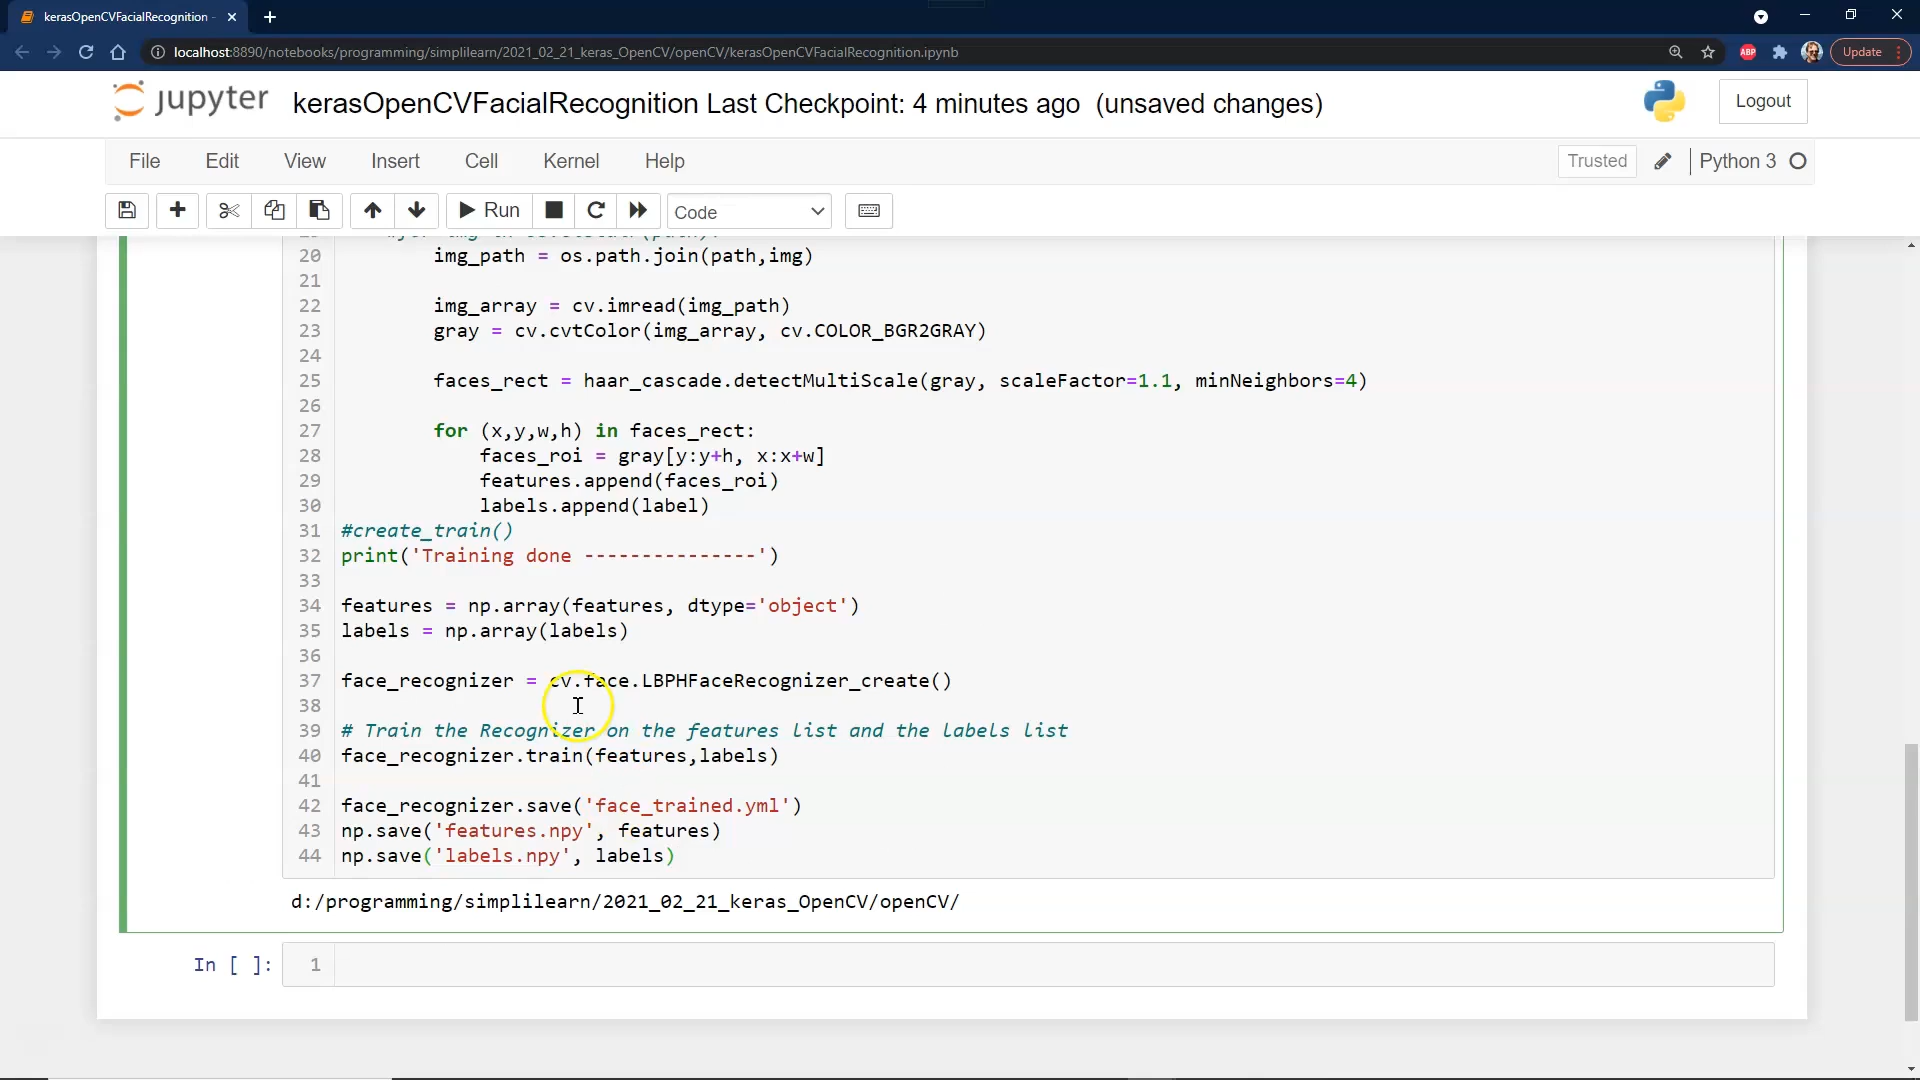 kerasOpenCVFacialRecognition -
localhost:8890/notebooks/programming/simplilearn/2021_02_21_keras_OpenCV/openCV/kerasOpenCVFacialRecognition.ipynb
ABP
Update
jupyter kerasOpenCVFacialRecognition Last Checkpoint: 4 minutes ago (unsaved changes)
Logout
File Edit View Insert Cell Kernel Help
Trusted Python 3
Run Code
20 img_path = os.path.join(path,img)
21
22 img_array = cv.imread(img_path)
23 gray = cv.cvtColor(img_array, cv.COLOR_BGR2GRAY)
24
25 faces_rect = haar_cascade.detectMultiScale(gray, scaleFactor=1.1, minNeighbors=4)
26
27 for (x,y,w,h) in faces_rect:
28 faces_roi = gray[y:y+h, x:x+w]
29 features.append(faces_roi)
30 labels.append(label)
31 #create_train()
32 print('Training done ---------------')
33
34 features = np.array(features, dtype='object')
35 labels = np.array(labels)
36
37 face_recognizer = cv.face.LBPHFaceRecognizer_create()
38
39 # Train the Recognizer on the features list and the labels list
40 face_recognizer.train(features,labels)
41
42 face_recognizer.save('face_trained.yml')
43 np.save('features.npy', features)
44 np.save('labels.npy', labels)
d:/programming/simplilearn/2021_02_21_keras_OpenCV/openCV/
In [ ]: 1